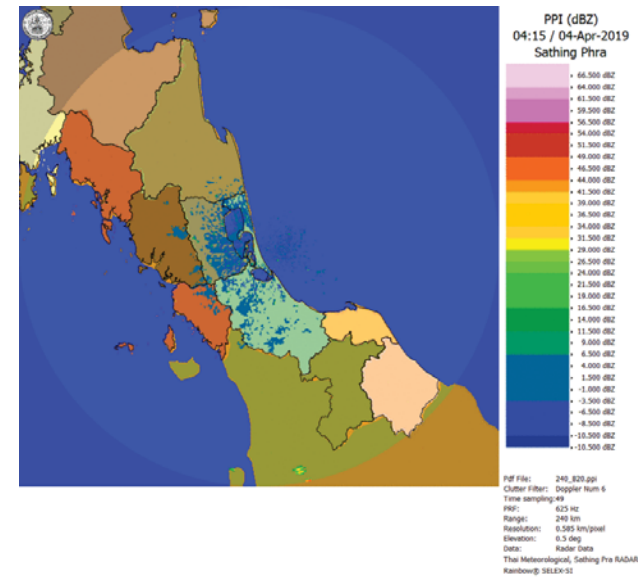 PPI (dBZ)
04:15 / 04-Apr-2019
Sathing Phra
66.500 dBZ
64.000 dBZ
61.500 dBZ
59.500 dBZ
56.500 dBZ
54.000 dBZ
51.500 dBZ
49.000 dBZ
46.500 dBZ
44.000 dBZ
41.500 dBZ
39.000 dBZ
36.500 dBZ
34.000 dBZ
31.500 dBZ
29.000 dBZ
26.500 dBZ
24.000 dBZ
21.500 dBZ
16.500 dBZ
14.000 dBZ
11.500 dBZ
9.000 dBZ
6.500 dBZ
4.000 dBZ
1.500 dBZ
-1.000 dBZ
-3.500 dBZ
-6.500 dBZ
-8.500 dBZ
-10.500 dBZ
-10.500 dBZ
Pdf File: 240_820.ppi
Clutter Filter: Doppler Num 6
Time sampling:49
PRF: 625 Hz
Range: 240 km
Resolution: 0.585 km/pixel
Elevation: 0.5 deg
Data: Radar Data
Thai Meteorological, Sathing Pra RADAR
Rainbow® SELEX-SI